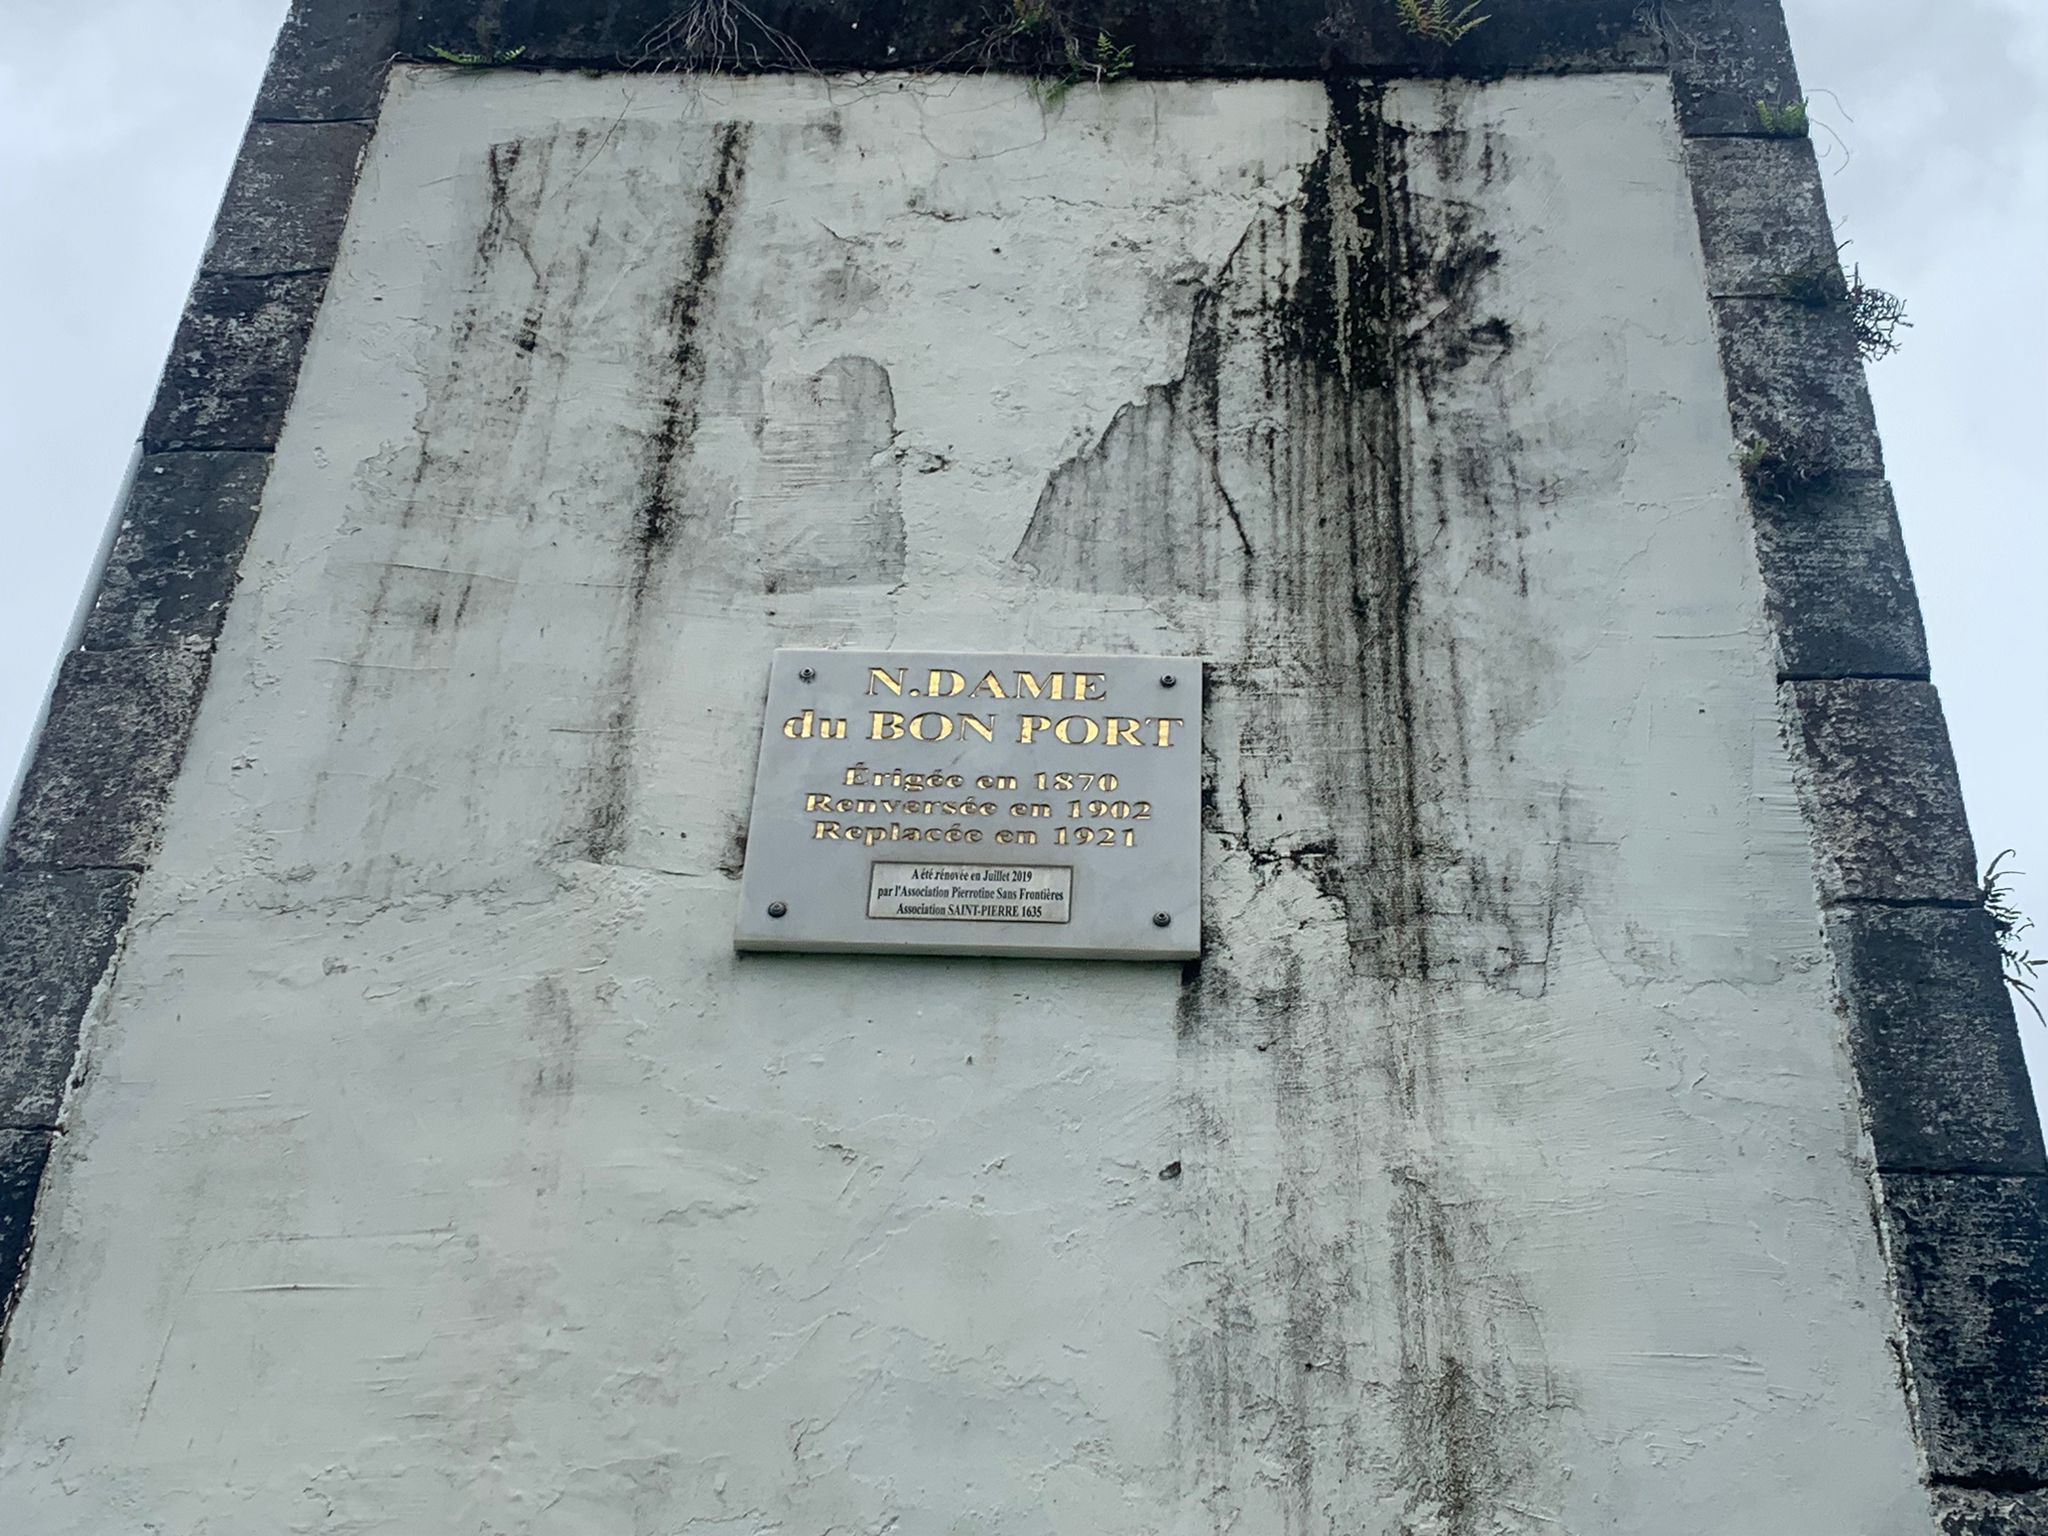 N.DAME
du BON PORT
Érigée en 1870
Renversée en 1902
Replacée en 1921
A été rénovée en Juillet 2019
par l'Association Pierrotine Sans Frontières
Association SAINT-PIERRE 1635